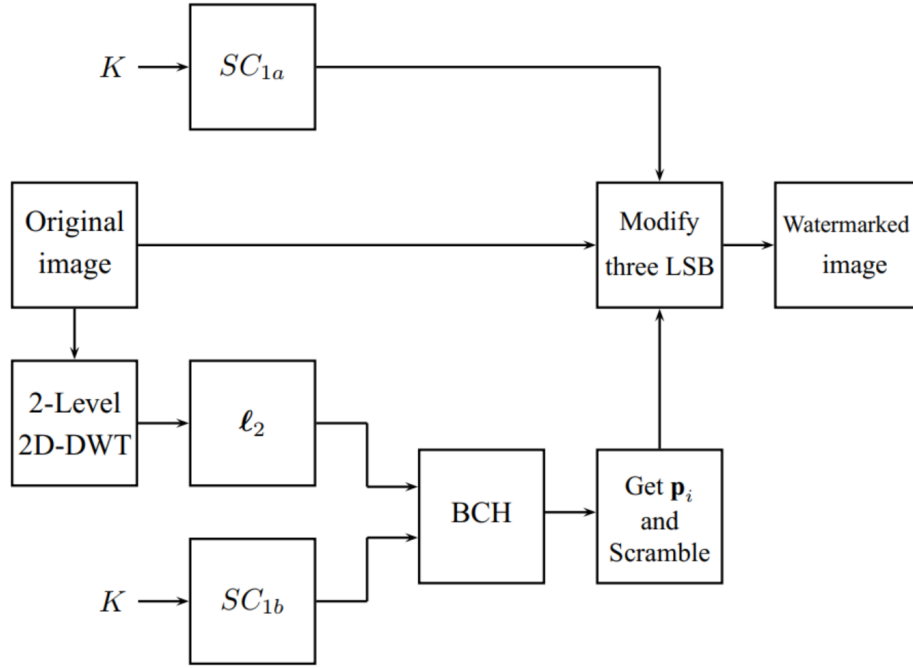 K
SC1a
Original
image
Modify
three LSB
Watermarked
image
2-Level
2D-DWT
ℓ2
BCH
Get pi
and
Scramble
K
SC1b